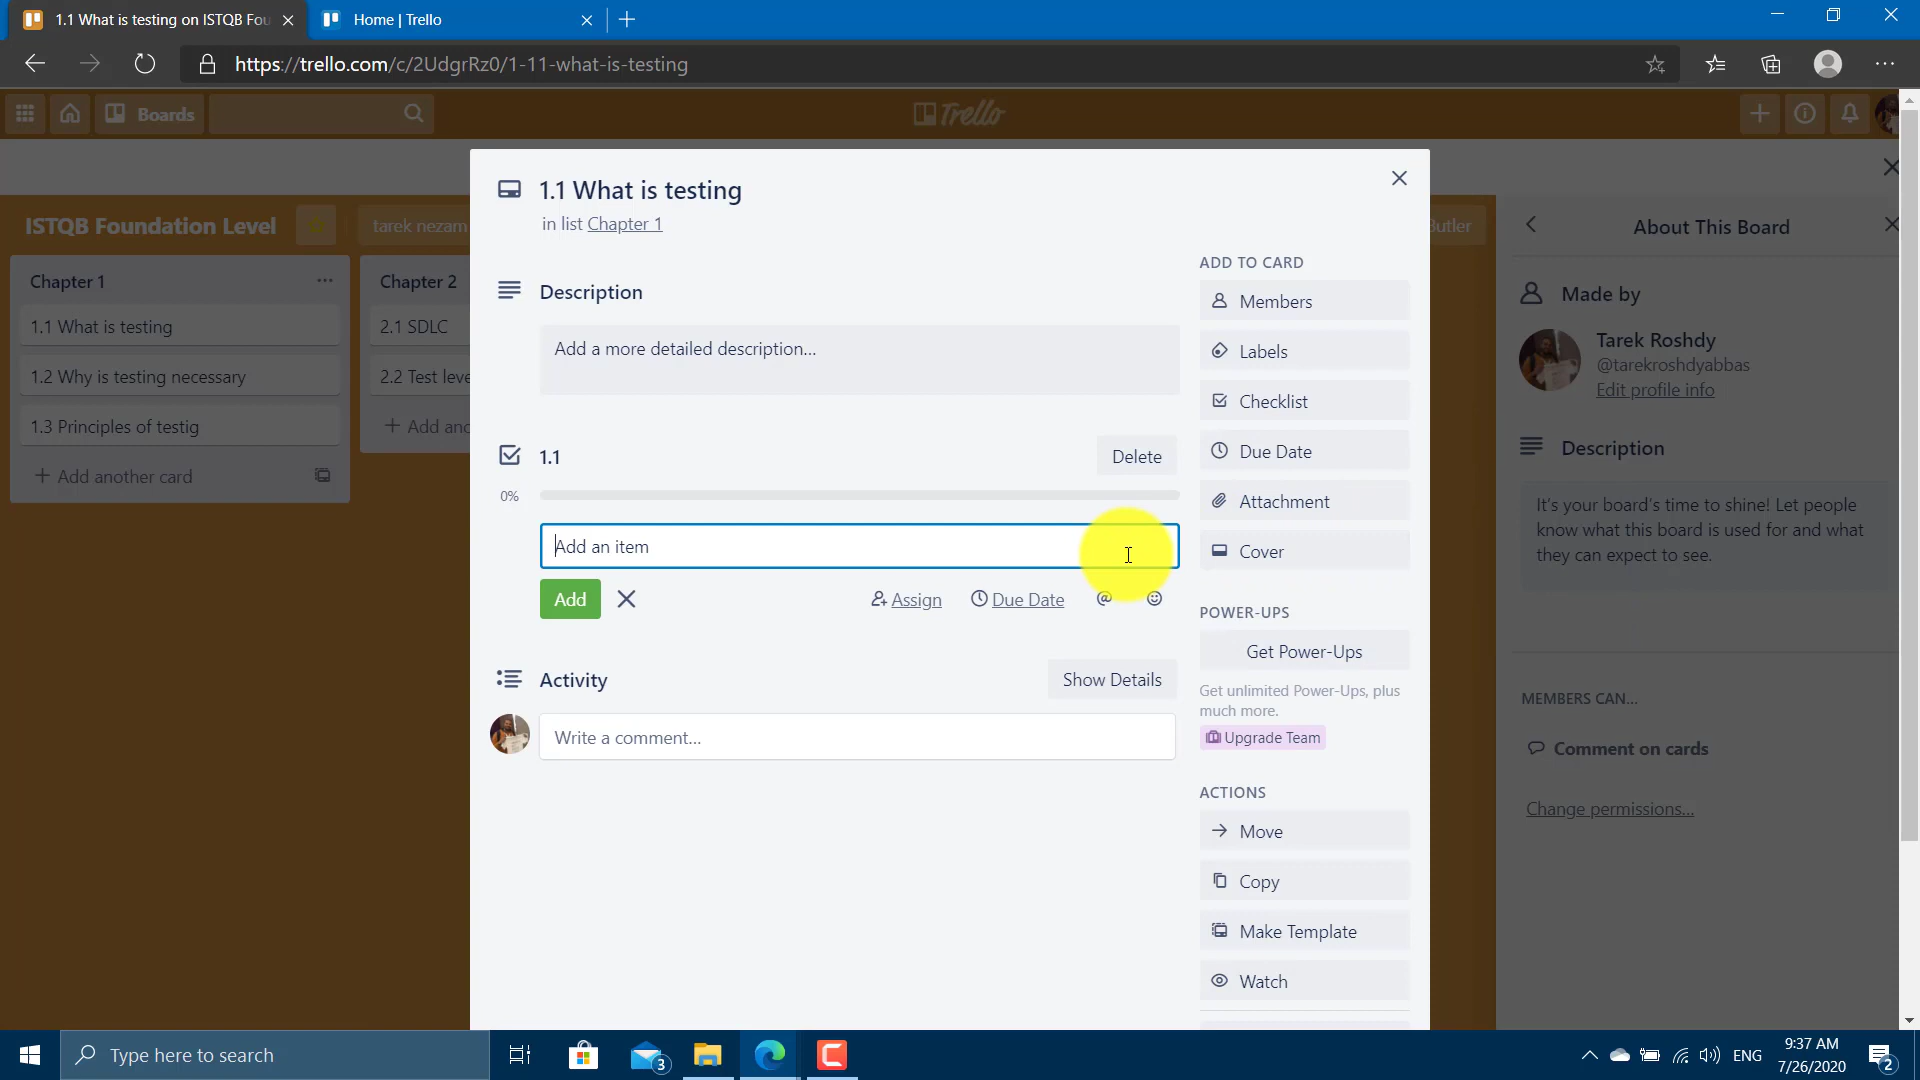 1.1 What is testing on ISTQB Fou
Home | Trello
https://trello.com/c/2UdgrRz0/1-11-what-is-testing
Boards
Trello
ISTQB Foundation Level
tarek nezam
Butler
Chapter 1
1.1 What is testing
1.2 Why is testing necessary
1.3 Principles of testig
Add another card
Chapter 2
2.1 SDLC
2.2 Test leve
Add ano
1.1 What is testing
in list Chapter 1
Description
Add a more detailed description...
1.1
Delete
0%
Add an item
Add
Assign
Due Date
Activity
Show Details
Write a comment...
ADD TO CARD
Members
Labels
Checklist
Due Date
Attachment
Cover
POWER-UPS
Get Power-Ups
Get unlimited Power-Ups, plus
much more.
Upgrade Team
ACTIONS
Move
Copy
Make Template
Watch
About This Board
Made by
Tarek Roshdy
@tarekroshdyabbas
Edit profile info
Description
It's your board's time to shine! Let people
know what this board is used for and what
they can expect to see.
MEMBERS CAN...
Comment on cards
Change permissions...
Type here to search
3
ENG
9:37 AM
7/26/2020
2